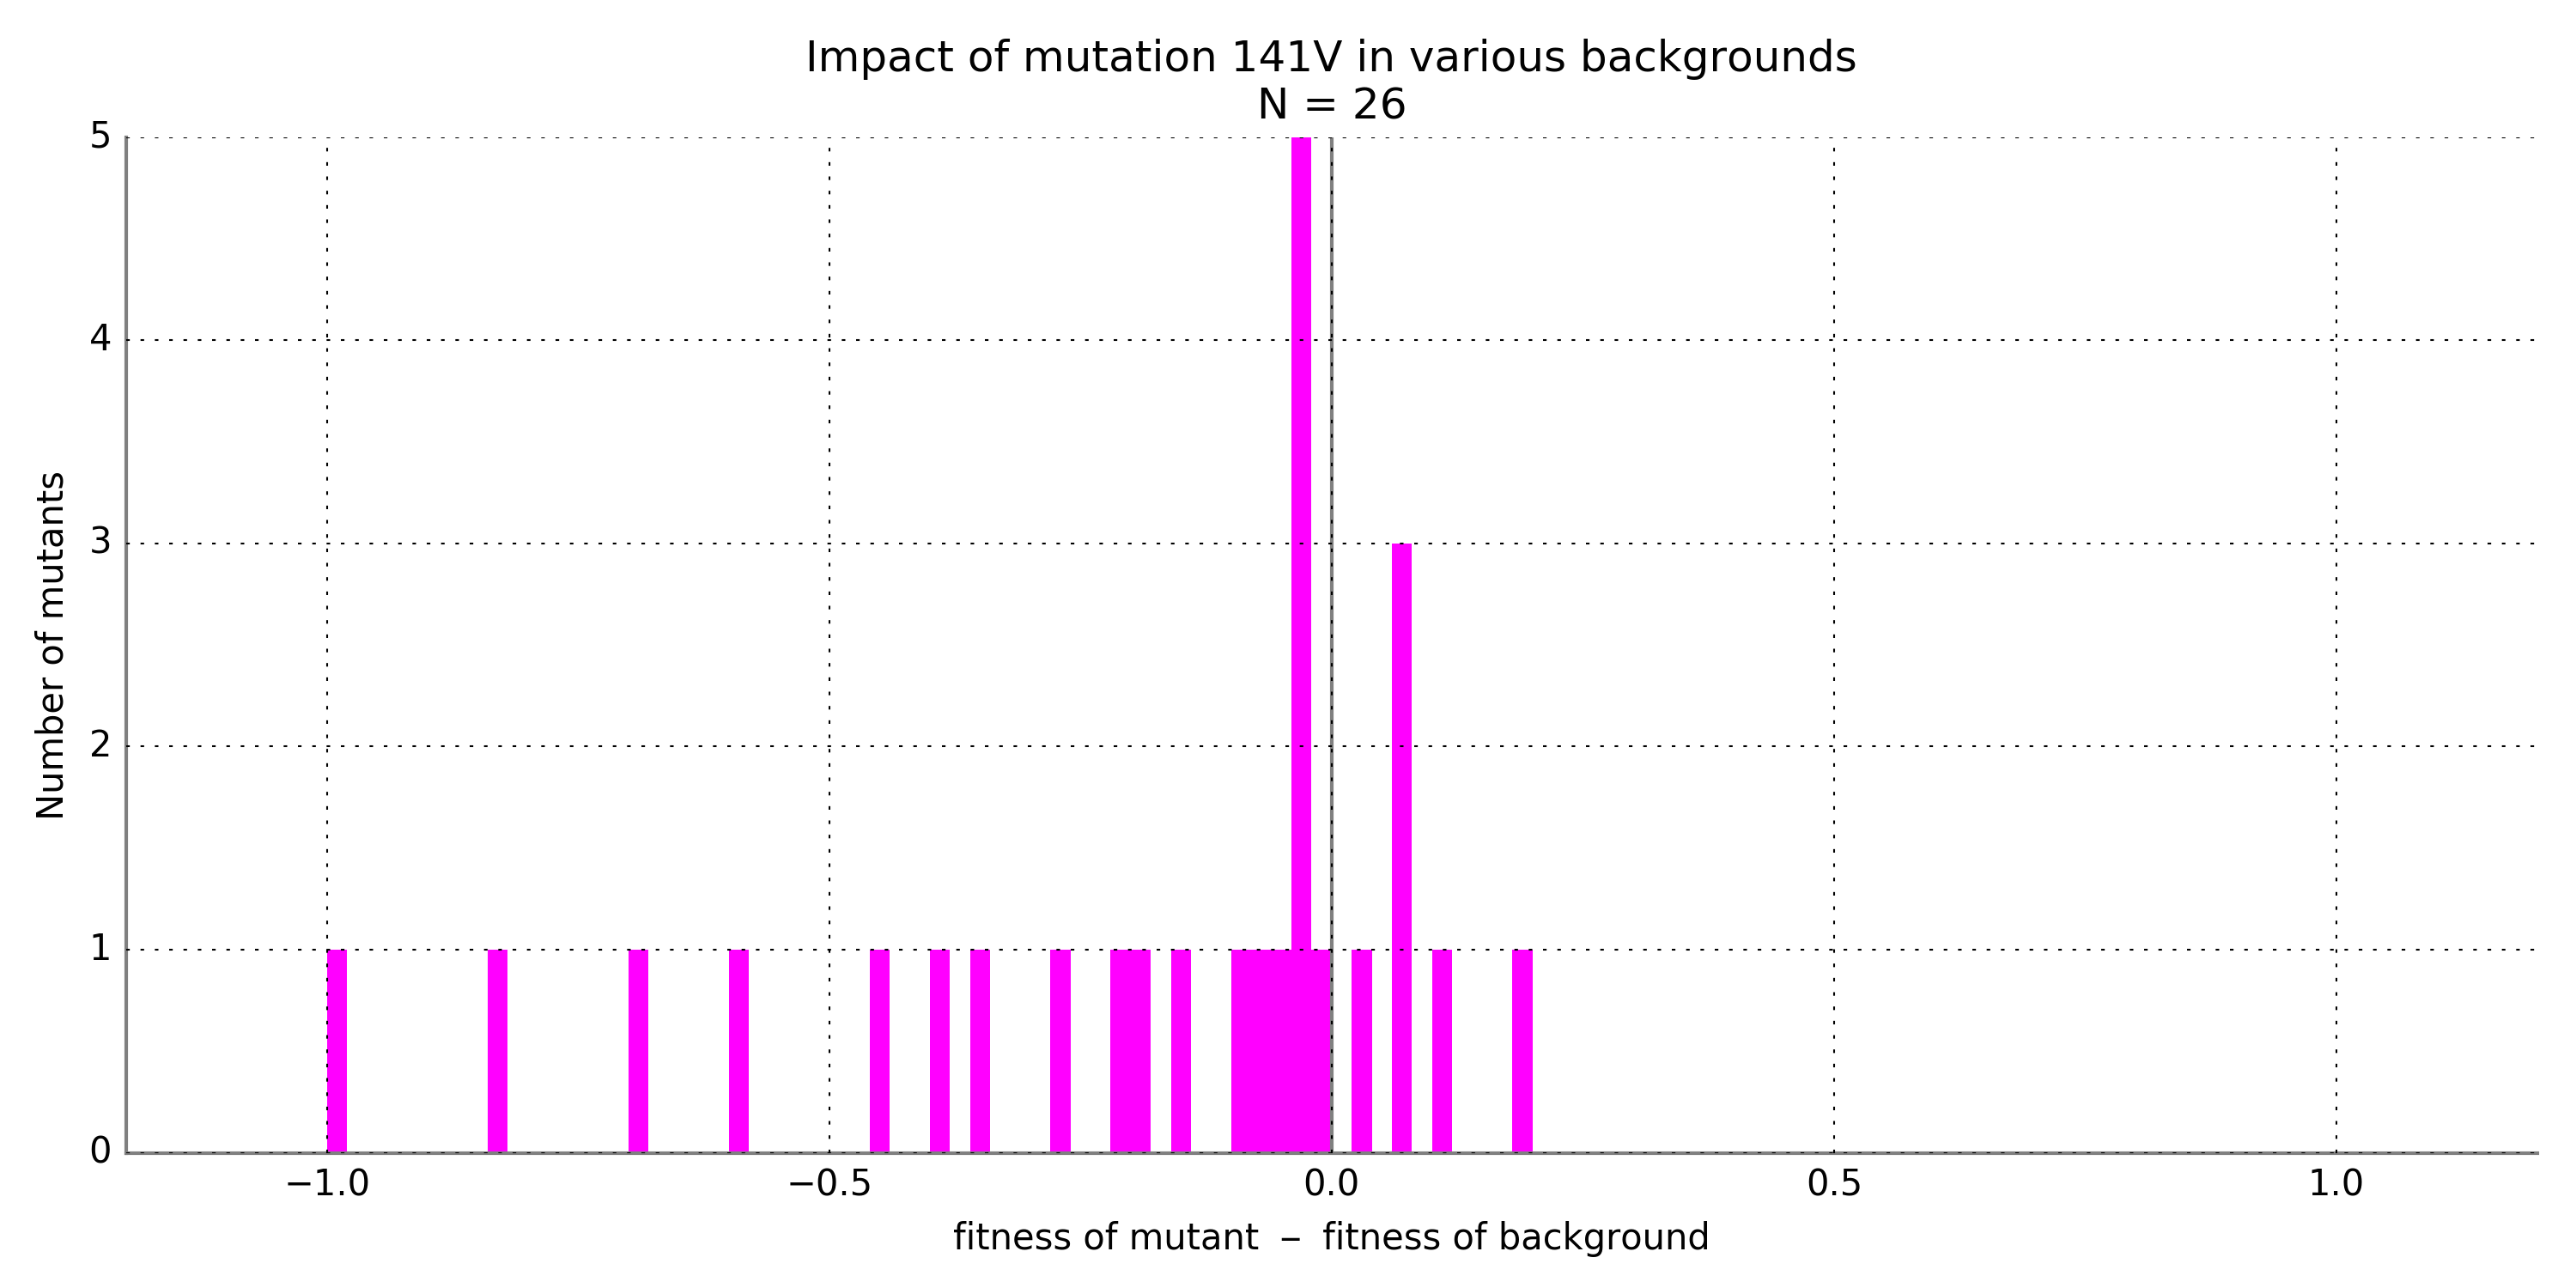 Impact of mutation 141V in various backgrounds
N = 26
5
4
3
2
1
0
Number of mutants
−1.0 −0.5 0.0 0.5 1.0
fitness of mutant – fitness of background